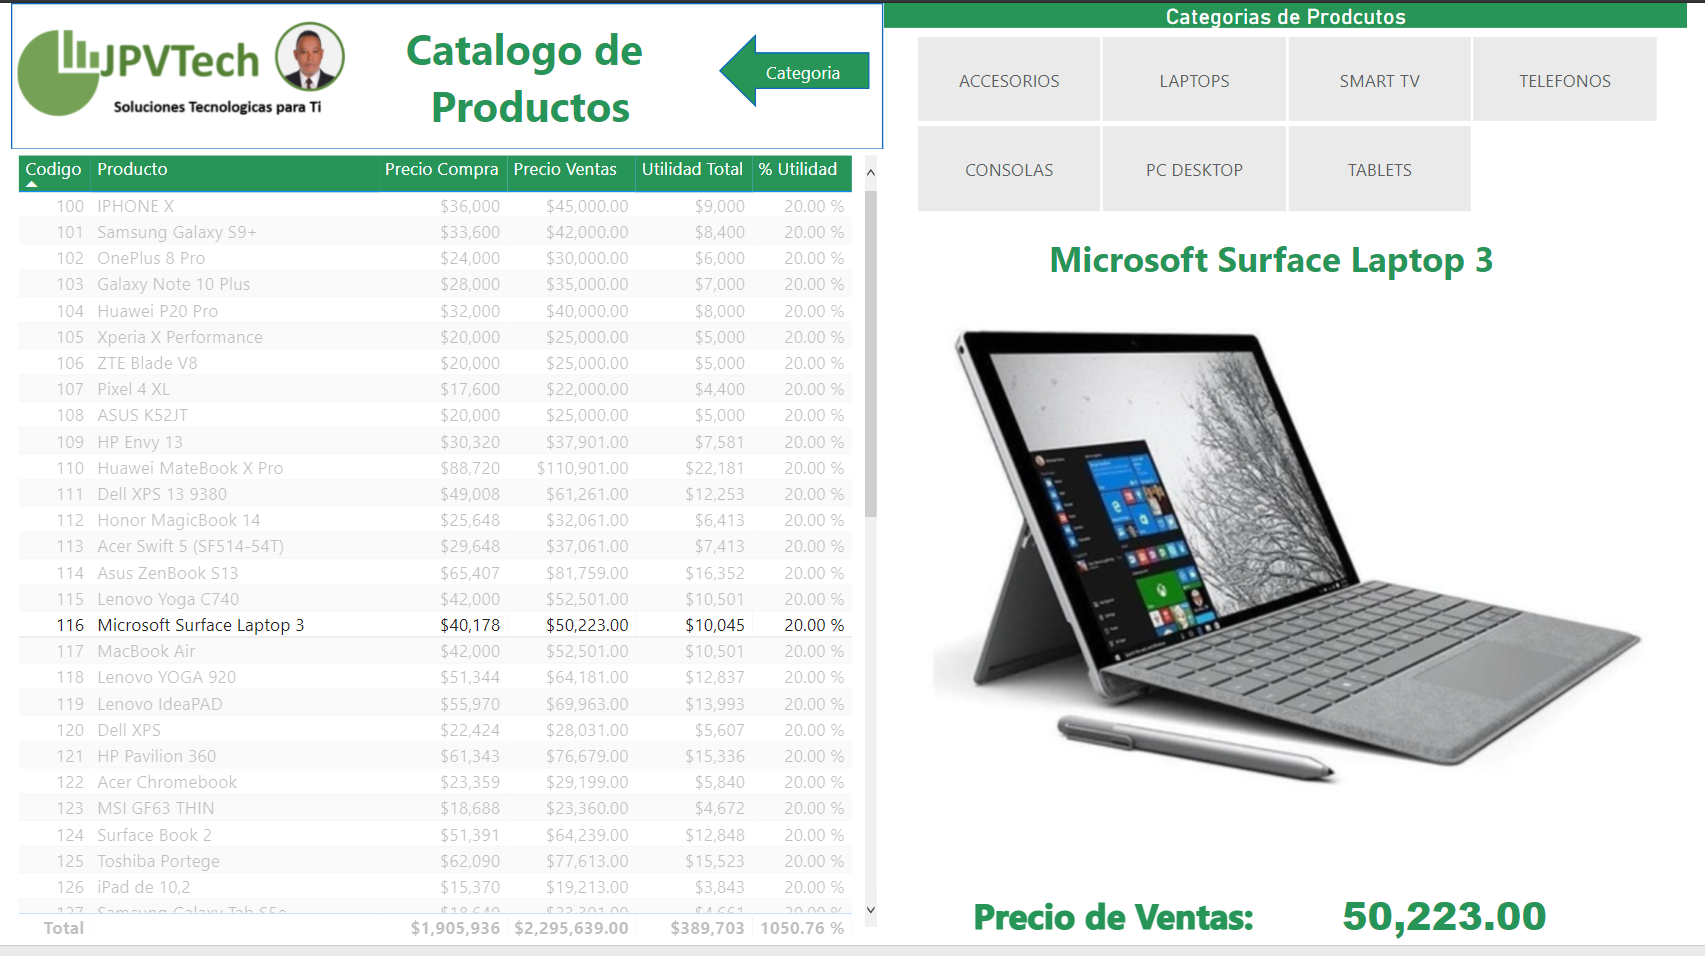 JPVTech
Soluciones Tecnologicas para Ti
Catalogo de
Productos
Categoria
Codigo Producto Precio Compra Precio Ventas Utilidad Total % Utilidad
100 IPHONE X $36,000 $45,000.00 $9,000 20.00 %
101 Samsung Galaxy S9+ $33,600 $42,000.00 $8,400 20.00 %
102 OnePlus 8 Pro $24,000 $30,000.00 $6,000 20.00 %
103 Galaxy Note 10 Plus $28,000 $35,000.00 $7,000 20.00 %
104 Huawei P20 Pro $32,000 $40,000.00 $8,000 20.00 %
105 Xperia X Performance $20,000 $25,000.00 $5,000 20.00 %
106 ZTE Blade V8 $20,000 $25,000.00 $5,000 20.00 %
107 Pixel 4 XL $17,600 $22,000.00 $4,400 20.00 %
108 ASUS K52JT $20,000 $25,000.00 $5,000 20.00 %
109 HP Envy 13 $30,320 $37,901.00 $7,581 20.00 %
110 Huawei MateBook X Pro $88,720 $110,901.00 $22,181 20.00 %
111 Dell XPS 13 9380 $49,008 $61,261.00 $12,253 20.00 %
112 Honor MagicBook 14 $25,648 $32,061.00 $6,413 20.00 %
113 Acer Swift 5 (SF514-54T) $29,648 $37,061.00 $7,413 20.00 %
114 Asus ZenBook S13 $65,407 $81,759.00 $16,352 20.00 %
115 Lenovo Yoga C740 $42,000 $52,501.00 $10,501 20.00 %
116 Microsoft Surface Laptop 3 $40,178 $50,223.00 $10,045 20.00 %
117 MacBook Air $42,000 $52,501.00 $10,501 20.00 %
118 Lenovo YOGA 920 $51,344 $64,181.00 $12,837 20.00 %
119 Lenovo IdeaPAD $55,970 $69,963.00 $13,993 20.00 %
120 Dell XPS $22,424 $28,031.00 $5,607 20.00 %
121 HP Pavilion 360 $61,343 $76,679.00 $15,336 20.00 %
122 Acer Chromebook $23,359 $29,199.00 $5,840 20.00 %
123 MSI GF63 THIN $18,688 $23,360.00 $4,672 20.00 %
124 Surface Book 2 $51,391 $64,239.00 $12,848 20.00 %
125 Toshiba Portege $62,090 $77,613.00 $15,523 20.00 %
126 iPad de 10,2 $15,370 $19,213.00 $3,843 20.00 %
127 Samsung Galaxy Tab S5e $18,640 $23,301.00 $4,661 20.00 %
Total $1,905,936 $2,295,639.00 $389,703 1050.76 %
Categorias de Prodcutos
ACCESORIOS LAPTOPS SMART TV TELEFONOS
CONSOLAS PC DESKTOP TABLETS
Microsoft Surface Laptop 3
Precio de Ventas: 50,223.00